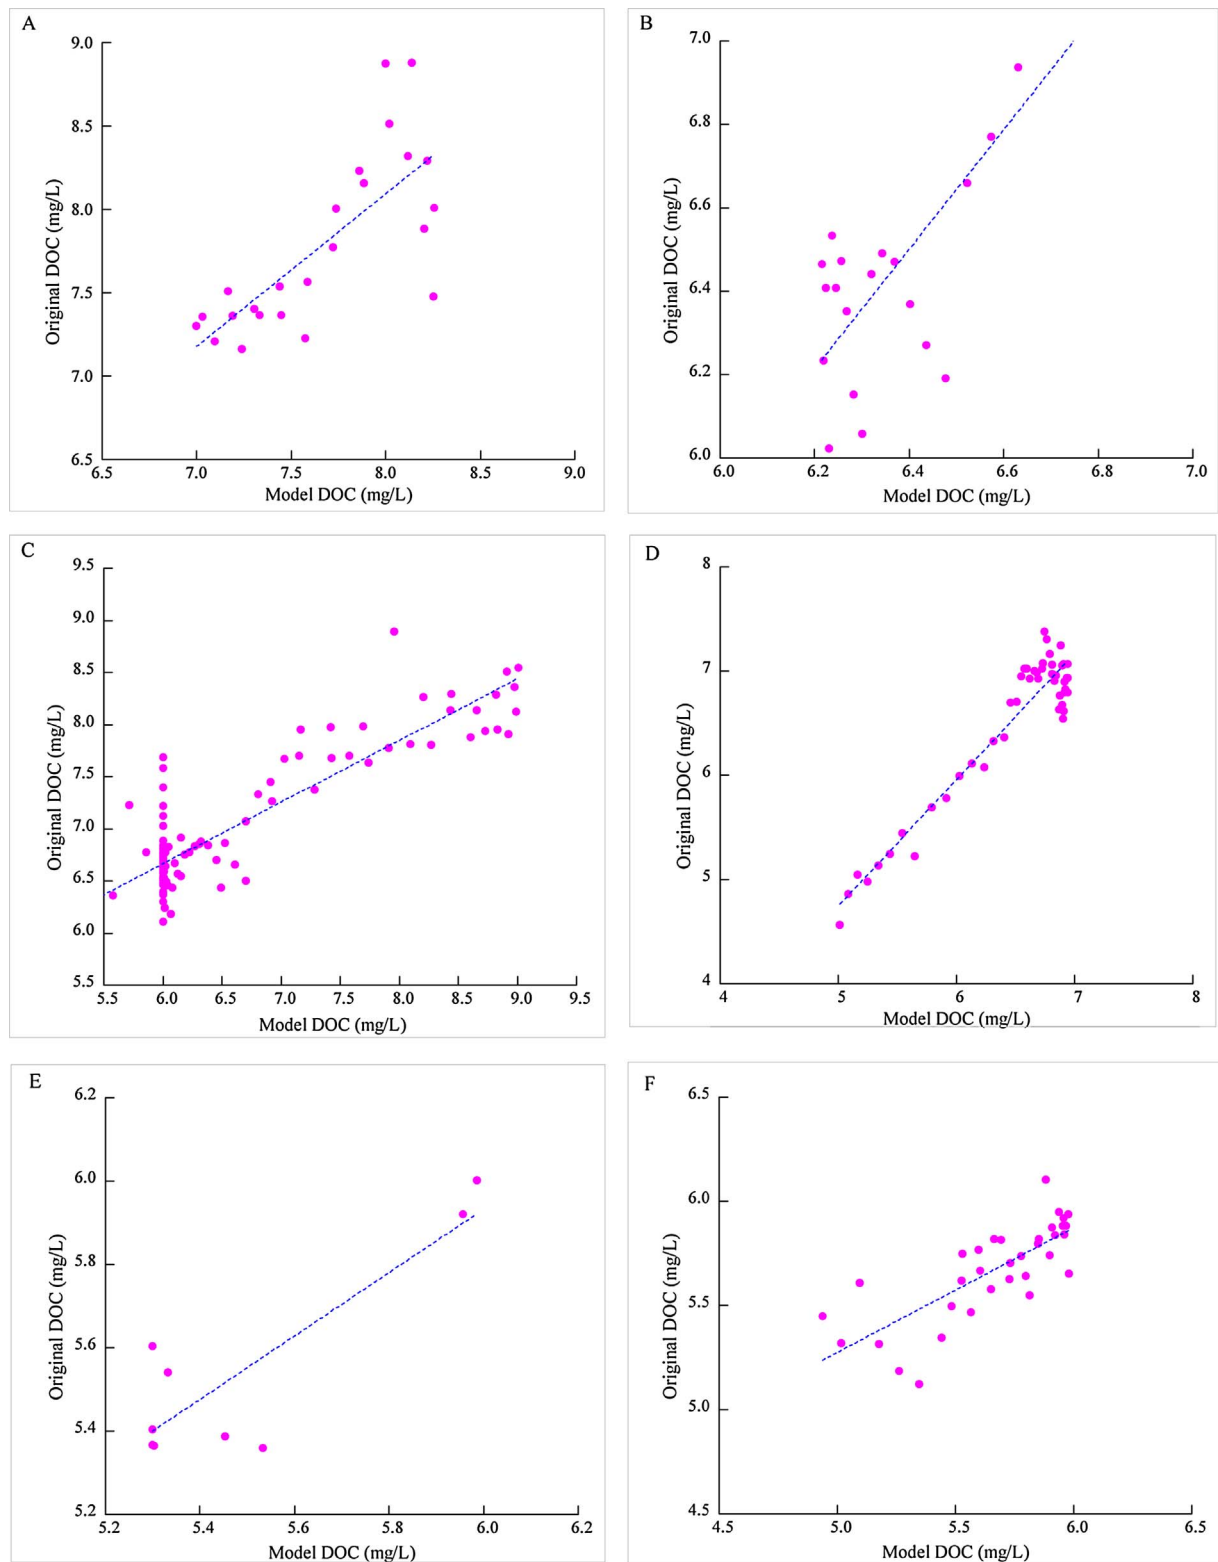 A
9.0
8.5
8.0
7.5
7.0
6.5
Original DOC (mg/L)
6.5 7.0 7.5 8.0 8.5 9.0
Model DOC (mg/L)
B
7.0
6.8
6.6
6.4
6.2
6.0
Original DOC (mg/L)
6.0 6.2 6.4 6.6 6.8 7.0
Model DOC (mg/L)
C
9.5
9.0
8.5
8.0
7.5
7.0
6.5
6.0
5.5
Original DOC (mg/L)
5.5 6.0 6.5 7.0 7.5 8.0 8.5 9.0 9.5
Model DOC (mg/L)
D
8
7
6
5
4
Original DOC (mg/L)
4 5 6 7 8
Model DOC (mg/L)
E
6.2
6.0
5.8
5.6
5.4
5.2
Original DOC (mg/L)
5.2 5.4 5.6 5.8 6.0 6.2
Model DOC (mg/L)
F
6.5
6.0
5.5
5.0
4.5
Original DOC (mg/L)
4.5 5.0 5.5 6.0 6.5
Model DOC (mg/L)